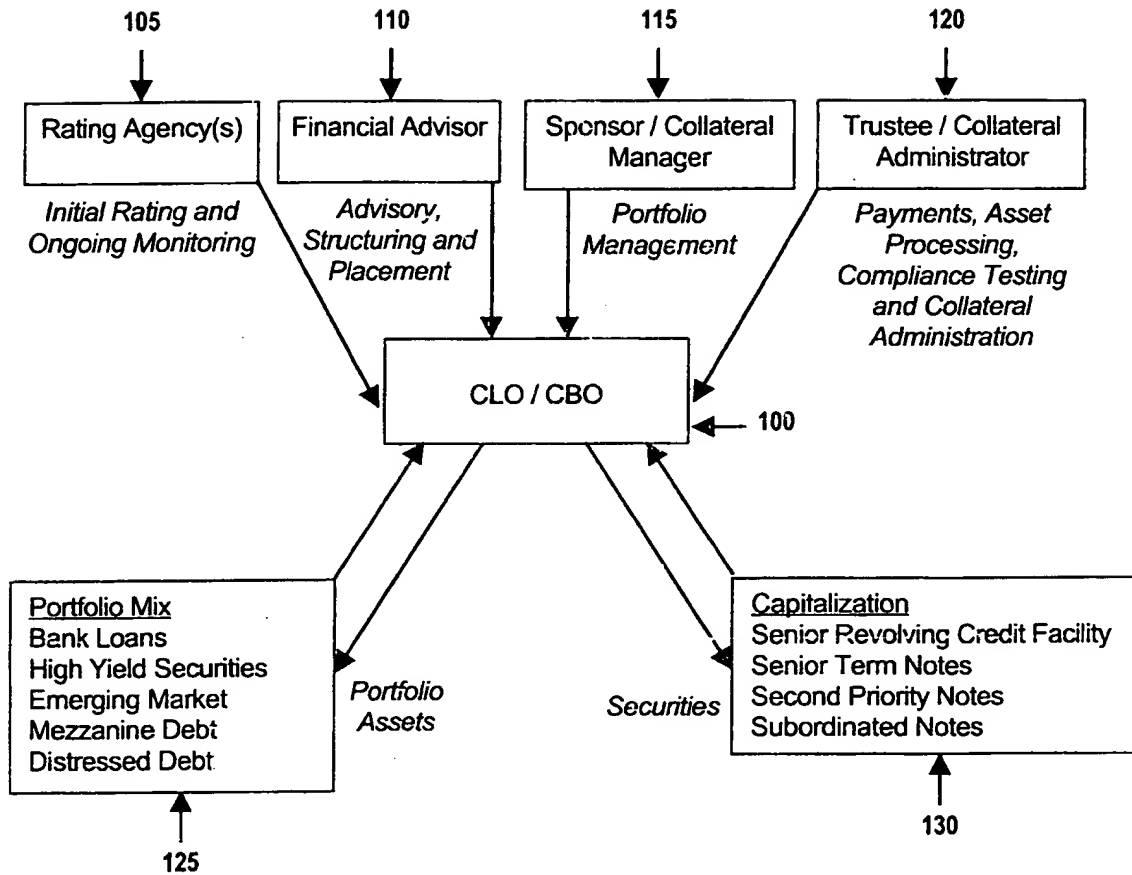 105
110
115
120
Rating Agency(s)
Financial Advisor
Sponsor / Collateral
Manager
Trustee / Collateral
Administrator
Initial Rating and
Ongoing Monitoring
Advisory,
Structuring and
Placement
Portfolio
Management
Payments, Asset
Processing,
Compliance Testing
and Collateral
Administration
CLO / CBO
100
Portfolio Mix
Bank Loans
High Yield Securities
Emerging Market
Mezzanine Debt
Distressed Debt
Portfolio
Assets
Securities
Capitalization
Senior Revolving Credit Facility
Senior Term Notes
Second Priority Notes
Subordinated Notes
125
130